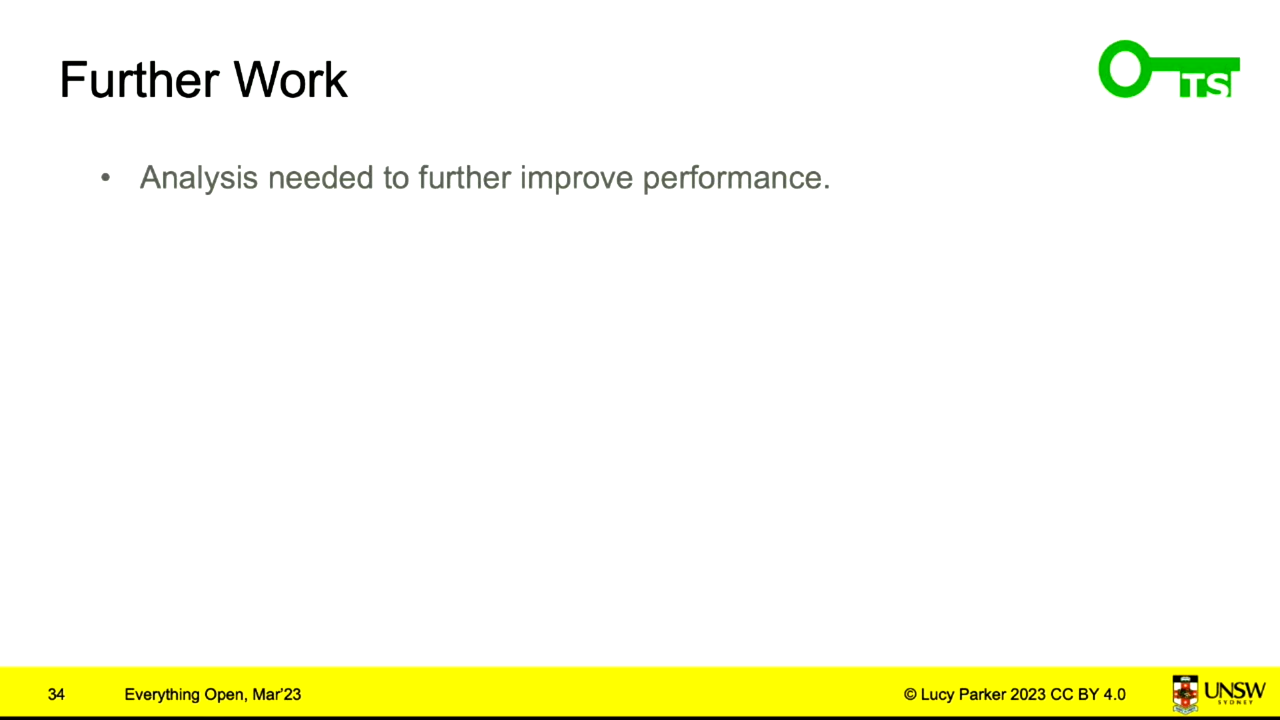 Further Work
TS
• Analysis needed to further improve performance.
34
Everything Open, Mar'23
© Lucy Parker 2023 CC BY 4.0
UNSW
SYDNEY